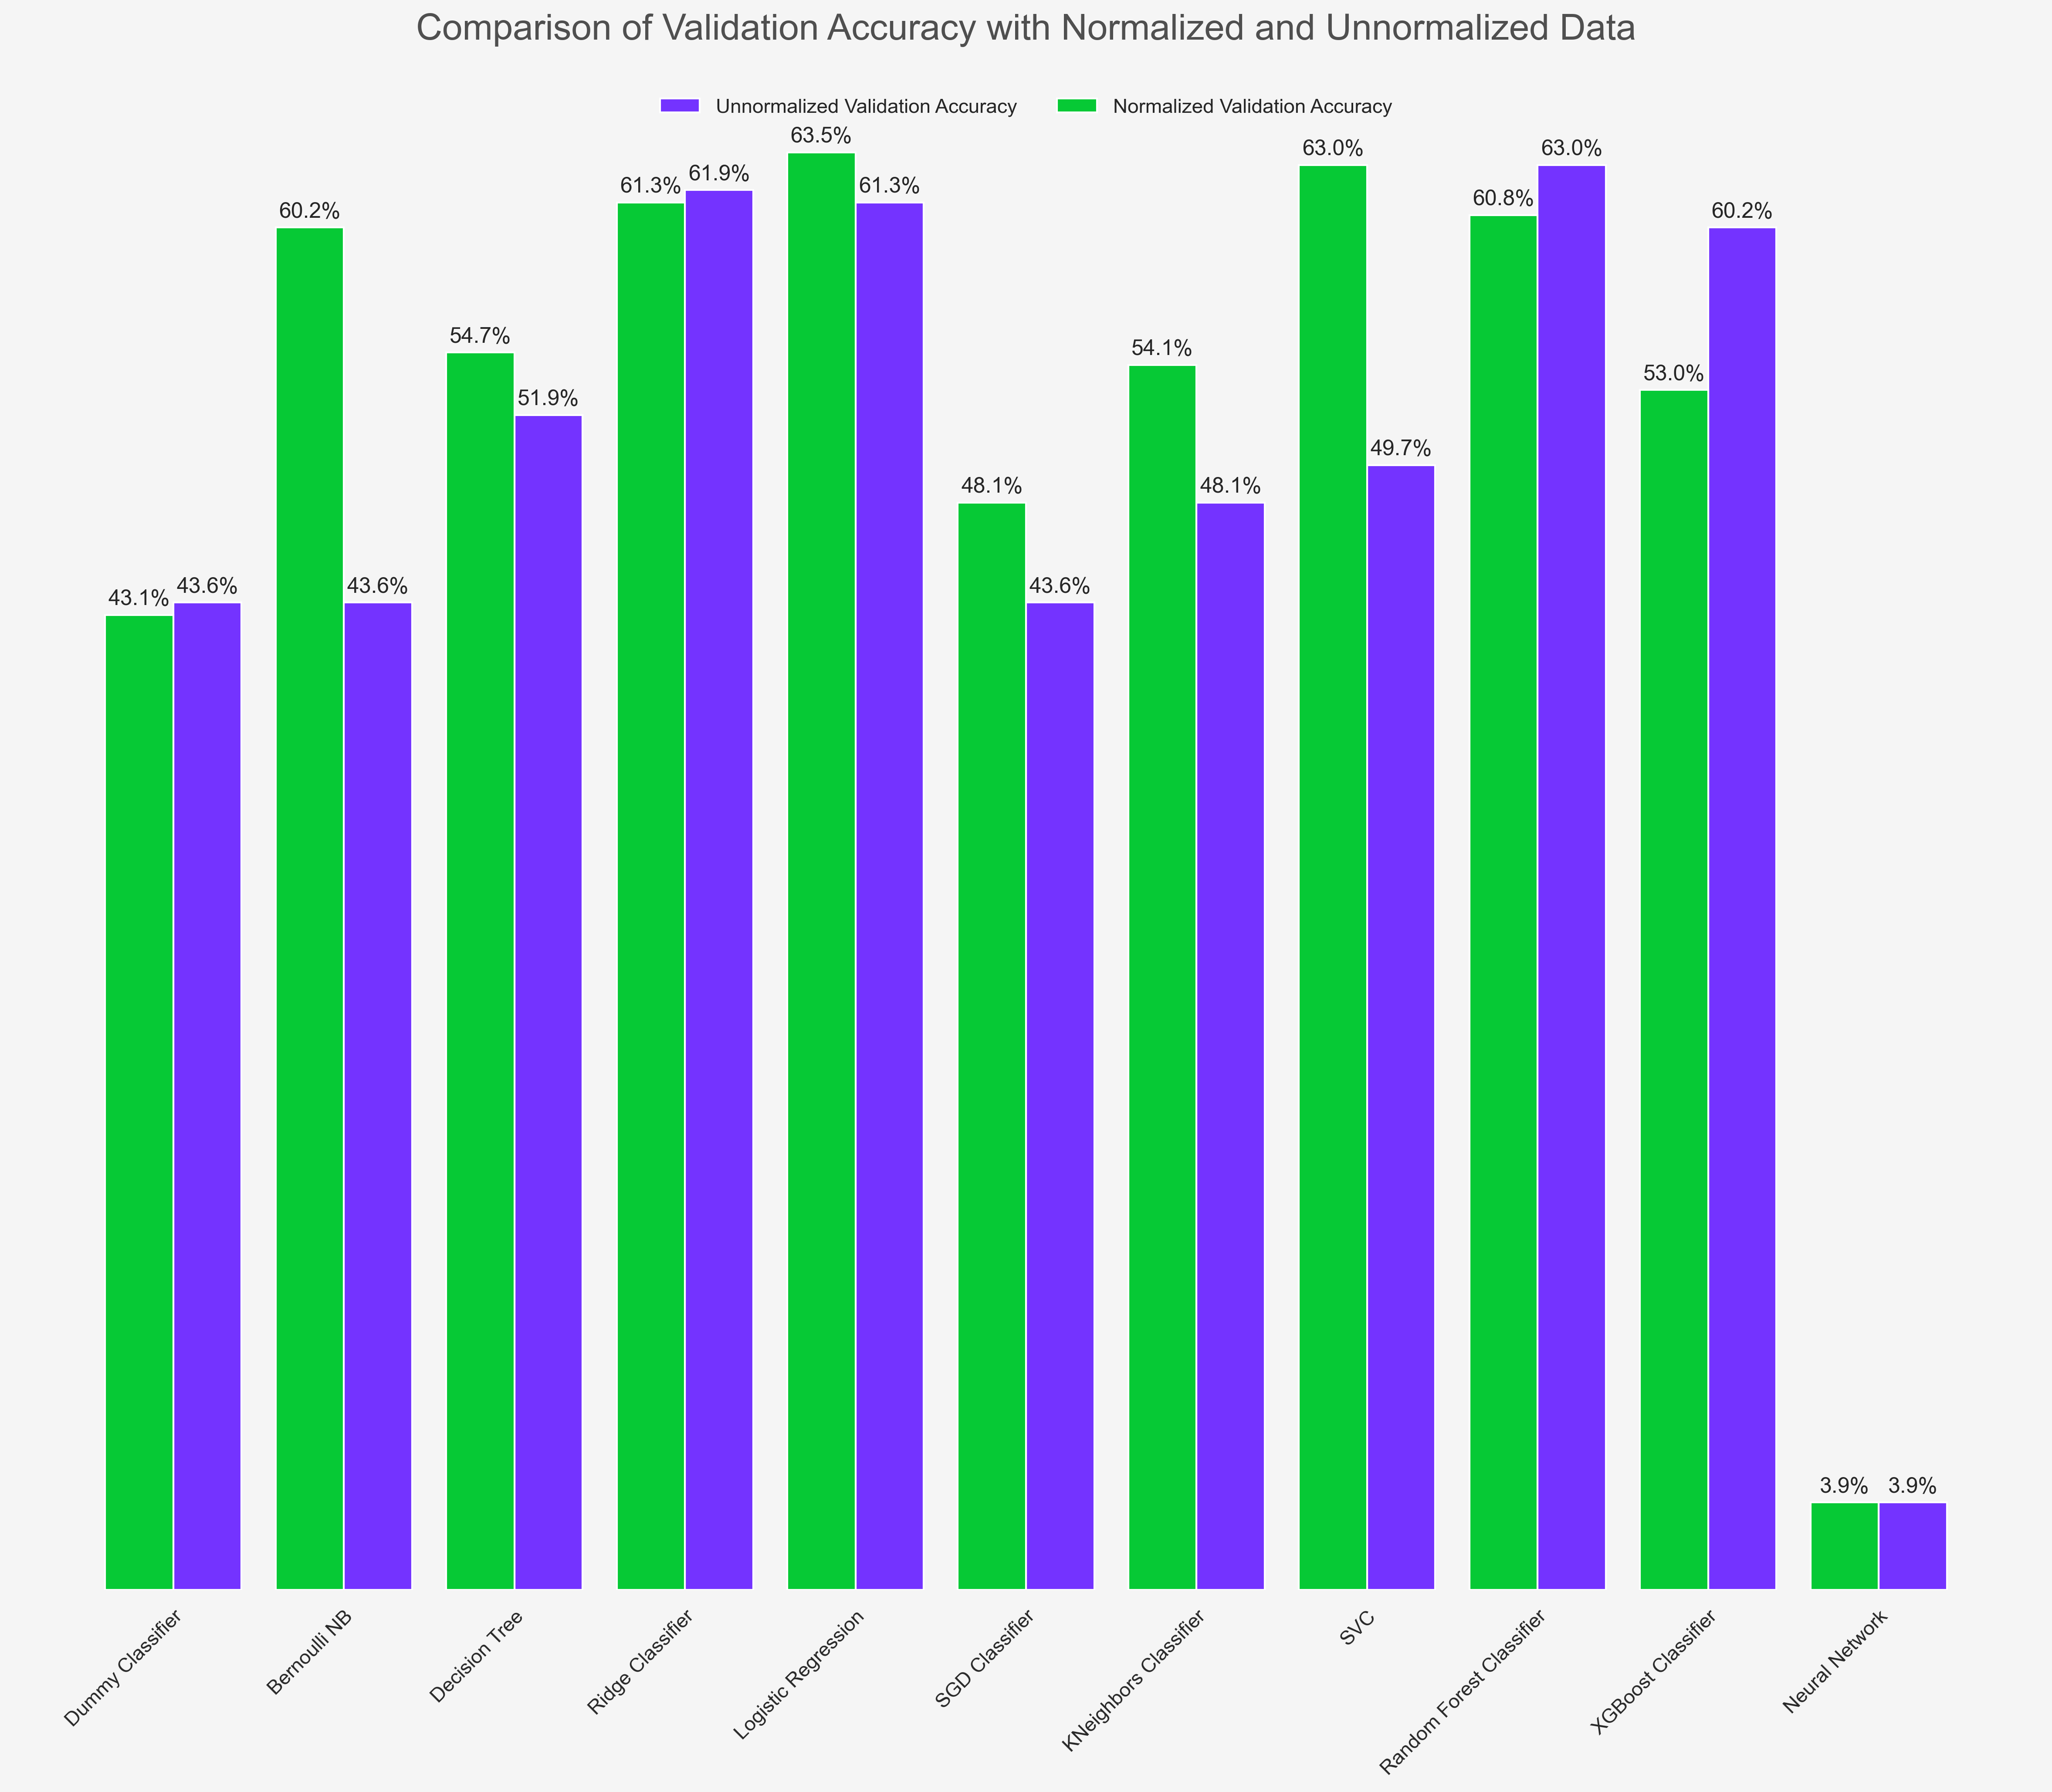 Comparison of Validation Accuracy with Normalized and Unnormalized Data
Unnormalized Validation Accuracy
Normalized Validation Accuracy
43.1%
43.6%
60.2%
43.6%
54.7%
51.9%
61.3%
61.9%
63.5%
61.3%
48.1%
43.6%
54.1%
48.1%
63.0%
49.7%
60.8%
63.0%
53.0%
60.2%
3.9%
3.9%
Dummy Classifier
Bernoulli NB
Decision Tree
Ridge Classifier
Logistic Regression
SGD Classifier
KNeighbors Classifier
SVC
Random Forest Classifier
XGBoost Classifier
Neural Network